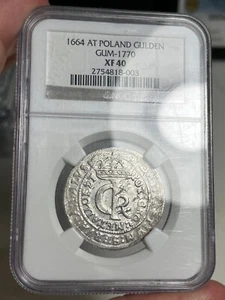 1664 AT POLAND GULDEN
GUM-1770
XF 40
2754818-003